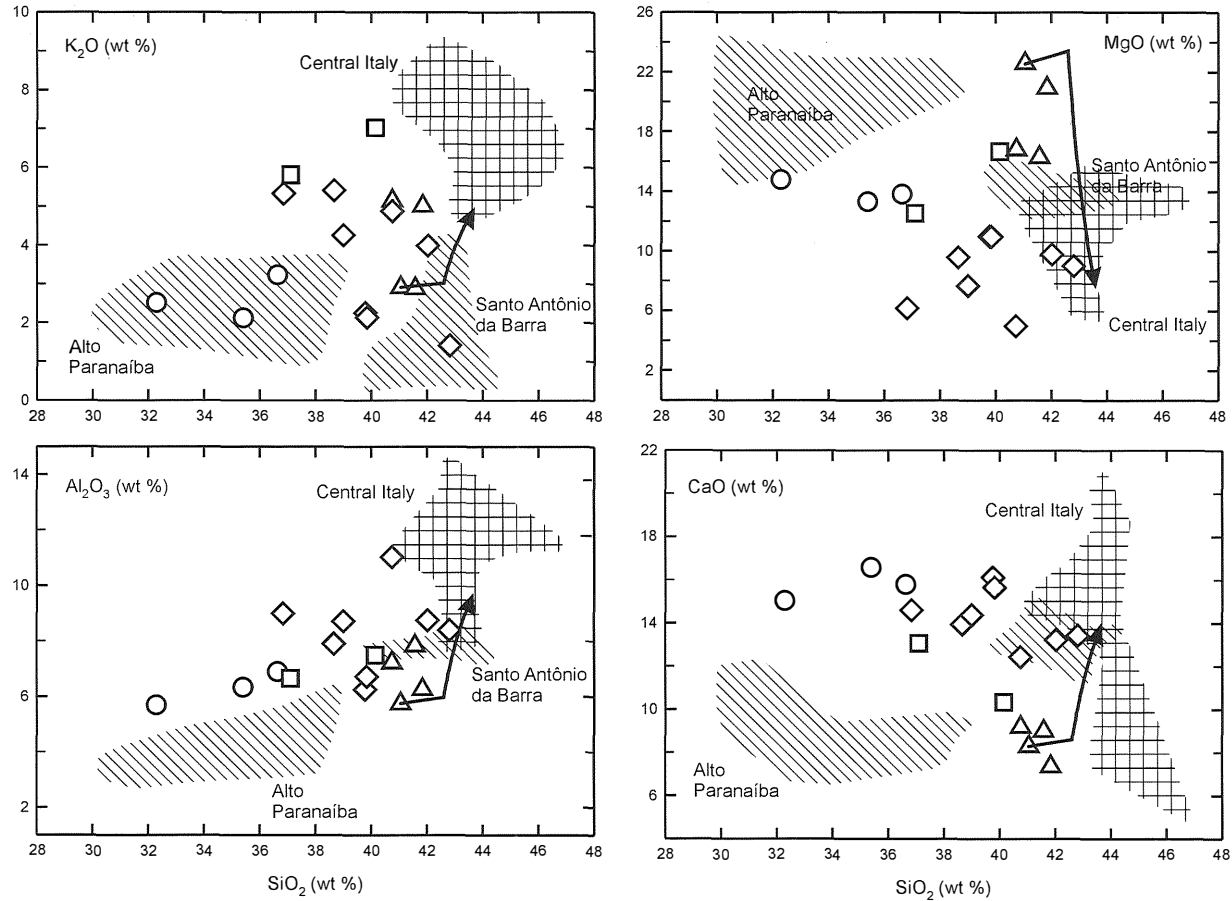 10
8
6
4
2
0
K2O (wt %)
Central Italy
Alto
Paranaíba
Santo Antônio
da Barra
28 30 32 34 36 38 40 42 44 46 48
26
22
18
14
10
6
2
MgO (wt %)
Alto
Paranaíba
Santo Antônio
da Barra
Central Italy
28 30 32 34 36 38 40 42 44 46 48
14
10
6
2
Al2O3 (wt %)
Central Italy
Santo Antônio
da Barra
Alto
Paranaíba
28 30 32 34 36 38 40 42 44 46 48
SiO2 (wt %)
22
18
14
10
6
CaO (wt %)
Central Italy
Alto
Paranaíba
28 30 32 34 36 38 40 42 44 46 48
SiO2 (wt %)